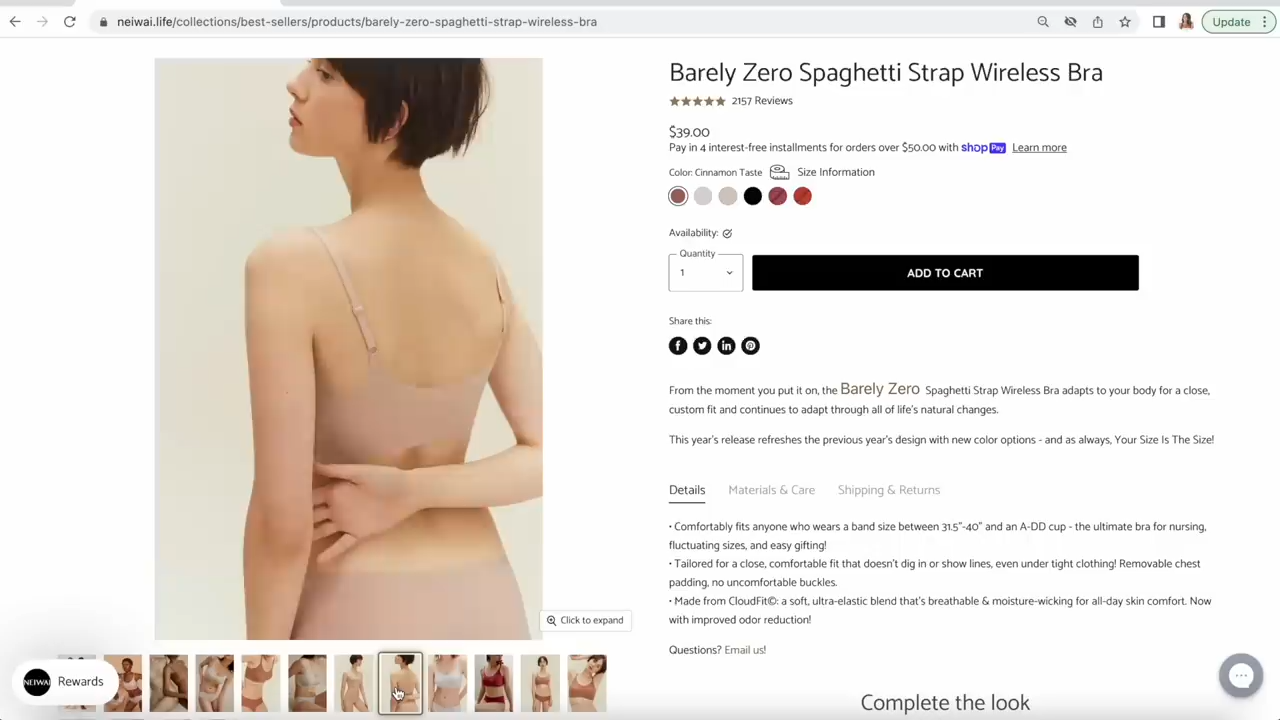 neiwai.life/collections/best-sellers/products/barely-zero-spaghetti-strap-wireless-bra
Update
Barely Zero Spaghetti Strap Wireless Bra
2157 Reviews
$39.00
Pay in 4 interest-free installments for orders over $50.00 with shop Pay Learn more
Color: Cinnamon Taste Size Information
Availability:
Quantity
1
ADD TO CART
Share this:
From the moment you put it on, the Barely Zero Spaghetti Strap Wireless Bra adapts to your body for a close,
custom fit and continues to adapt through all of life's natural changes.
This year's release refreshes the previous year's design with new color options - and as always, Your Size Is The Size!
Details Materials & Care Shipping & Returns
• Comfortably fits anyone who wears a band size between 31.5"-40" and an A-DD cup - the ultimate bra for nursing,
fluctuating sizes, and easy gifting!
• Tailored for a close, comfortable fit that doesn't dig in or show lines, even under tight clothing! Removable chest
padding, no uncomfortable buckles.
• Made from CloudFit©: a soft, ultra-elastic blend that's breathable & moisture-wicking for all-day skin comfort. Now
with improved odor reduction!
Click to expand
Questions? Email us!
NEIWAI Rewards
Complete the look